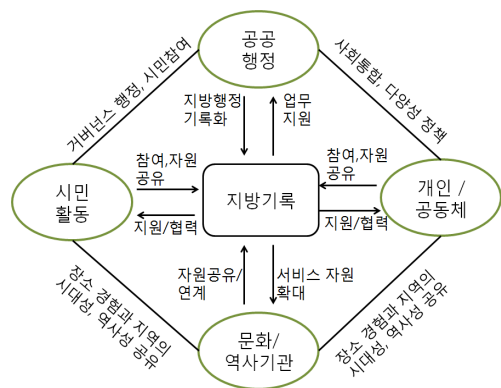 공공
행정
거버넌스 행정, 시민참여
사회통합, 다양성 정책
지방행정
기록화
업무
지원
참여,자원
공유
참여,자원
공유
시민
활동
지방기록
개인 /
공동체
지원/협력
지원/협력
자원공유/
연계
서비스 자원
확대
장소 경험과 지역의
시대성, 역사성 공유
장소 경험과 지역의
시대성, 역사성 공유
문화/
역사기관